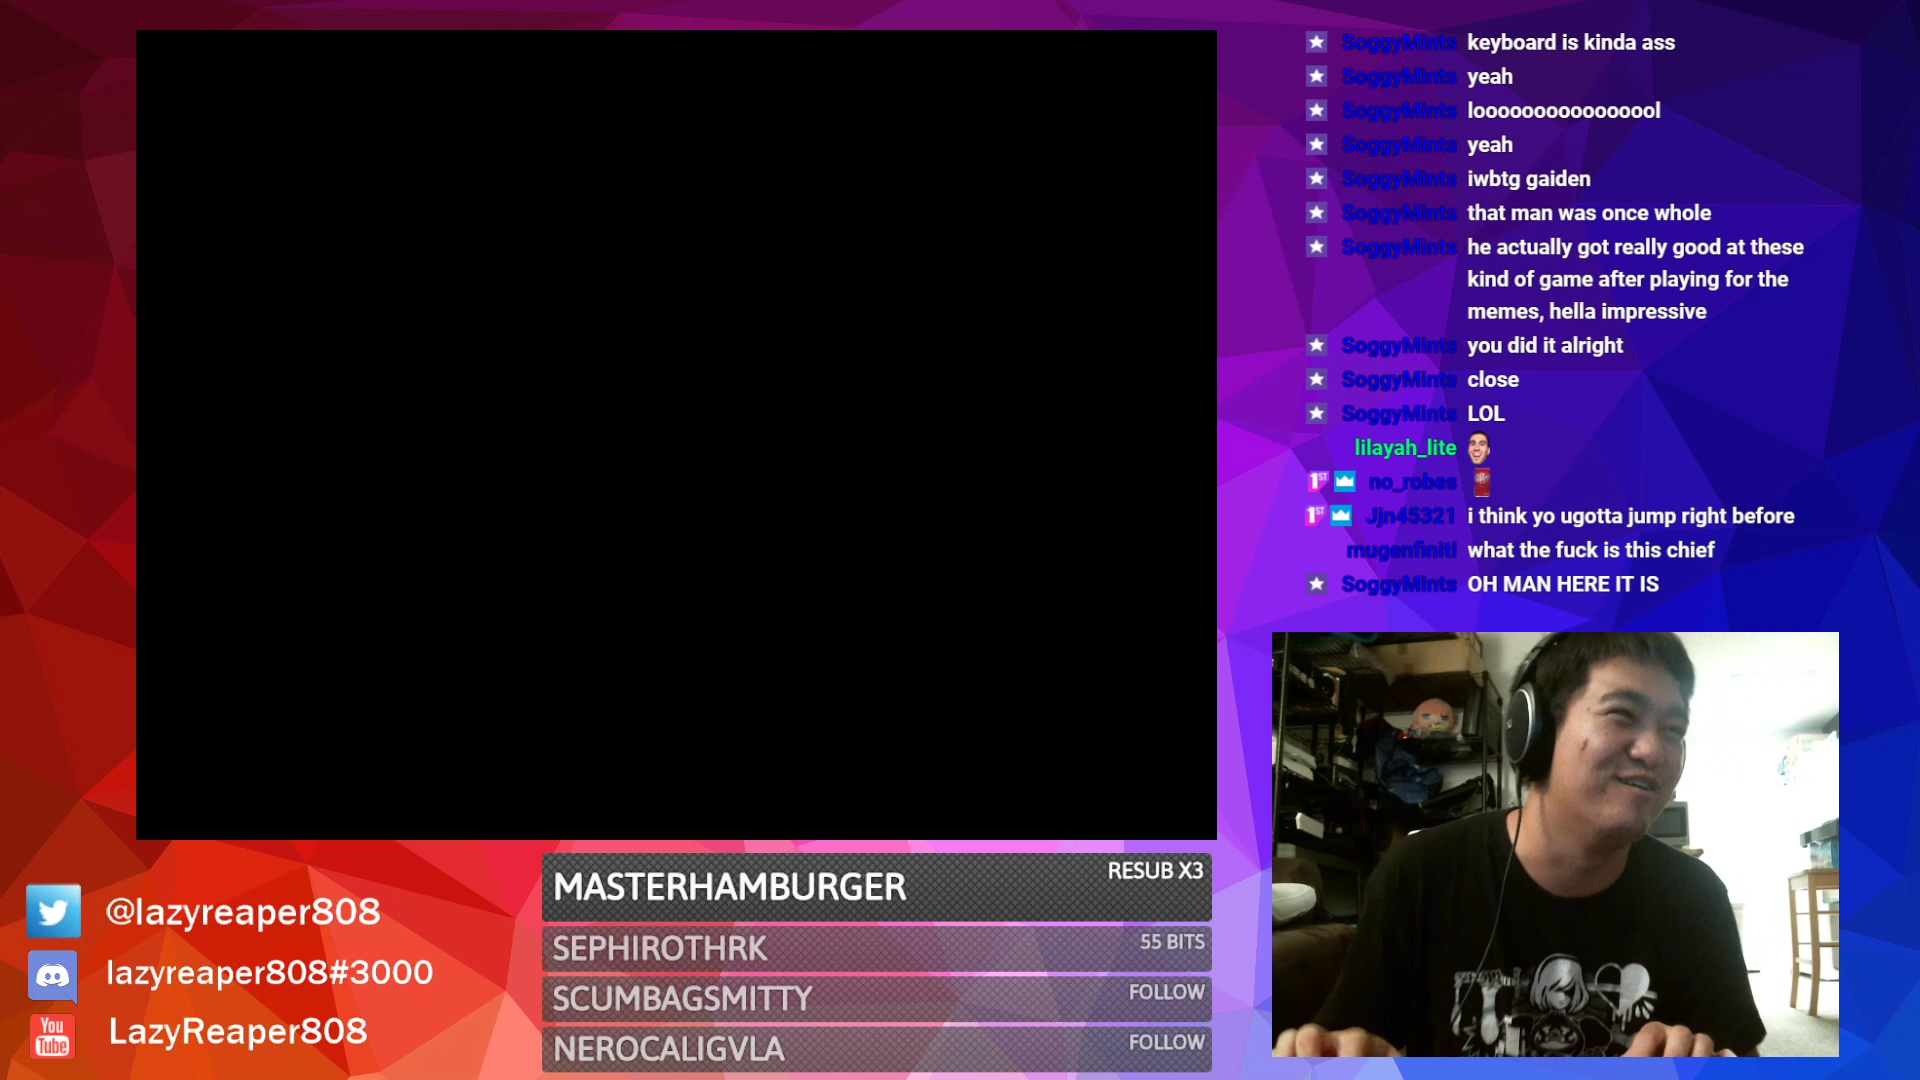 SoggyMints keyboard is kinda ass
SoggyMints yeah
SoggyMints looooooooooooooool
SoggyMints yeah
SoggyMints iwbtg gaiden
SoggyMints that man was once whole
SoggyMints he actually got really good at these
kind of game after playing for the
memes, hella impressive
SoggyMints you did it alright
SoggyMints close
SoggyMints LOL
lilayah_lite
1ST no_robes
1ST Jjn45321 i think yo ugotta jump right before
mugenfiniti what the fuck is this chief
SoggyMints OH MAN HERE IT IS
MASTERHAMBURGER RESUB X3
SEPHIROTHRK 55 BITS
SCUMBAGSMITTY FOLLOW
NEROCALIGVLA FOLLOW
@lazyreaper808
lazyreaper808#3000
You Tube LazyReaper808